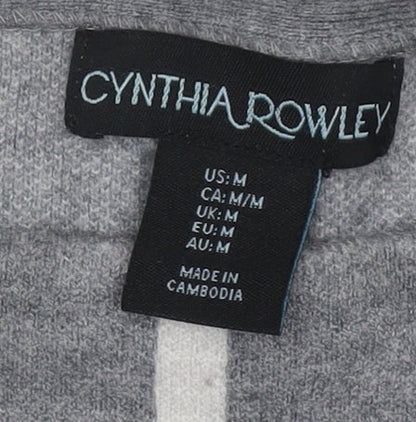 CYNTHIA ROWLEY
US: M
CA: M/M
UK: M
EU: M
AU: M
MADE IN
CAMBODIA